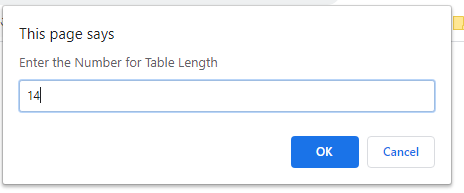 This page says
Enter the Number for Table Length
14
OK
Cancel